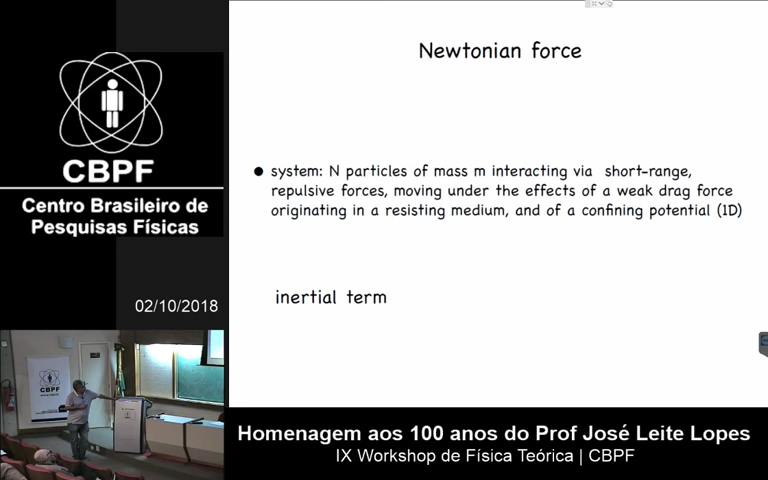 Newtonian force
system: N particles of mass m interacting via short-range,
repulsive forces, moving under the effects of a weak drag force
originating in a resisting medium, and of a confining potential (1D)
inertial term
CBPF
Centro Brasileiro de
Pesquisas Físicas
02/10/2018
CBPF
Homenagem aos 100 anos do Prof José Leite Lopes
IX Workshop de Física Teórica | CBPF